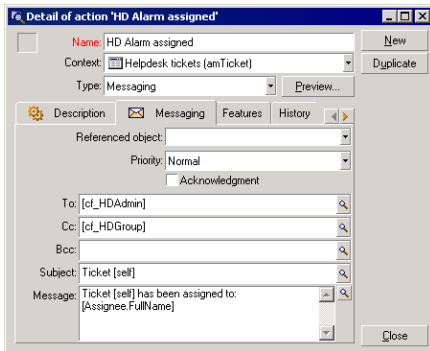 Detail of action 'HD Alarm assigned'
Name: HD Alarm assigned
New
Context: Helpdesk tickets (amTicket)
Duplicate
Type: Messaging
Preview...
Description Messaging Features History
Referenced object:
Priority: Normal
Acknowledgment
To: [cf_HDAdmin]
Cc: [cf_HDGroup]
Bcc:
Subject: Ticket [self]
Message: Ticket [self] has been assigned to:
[Assignee.FullName]
Close